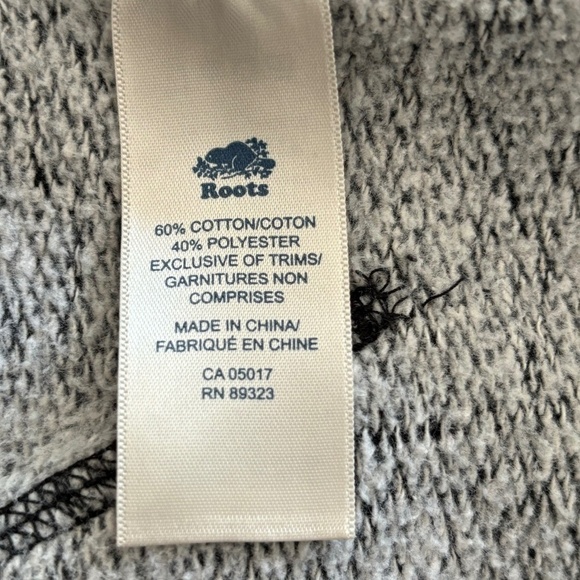 Roots
60% COTTON/COTON
40% POLYESTER
EXCLUSIVE OF TRIMS/
GARNITURES NON
COMPRISES
MADE IN CHINA/
FABRIQUÉ EN CHINE
CA 05017
RN 89323